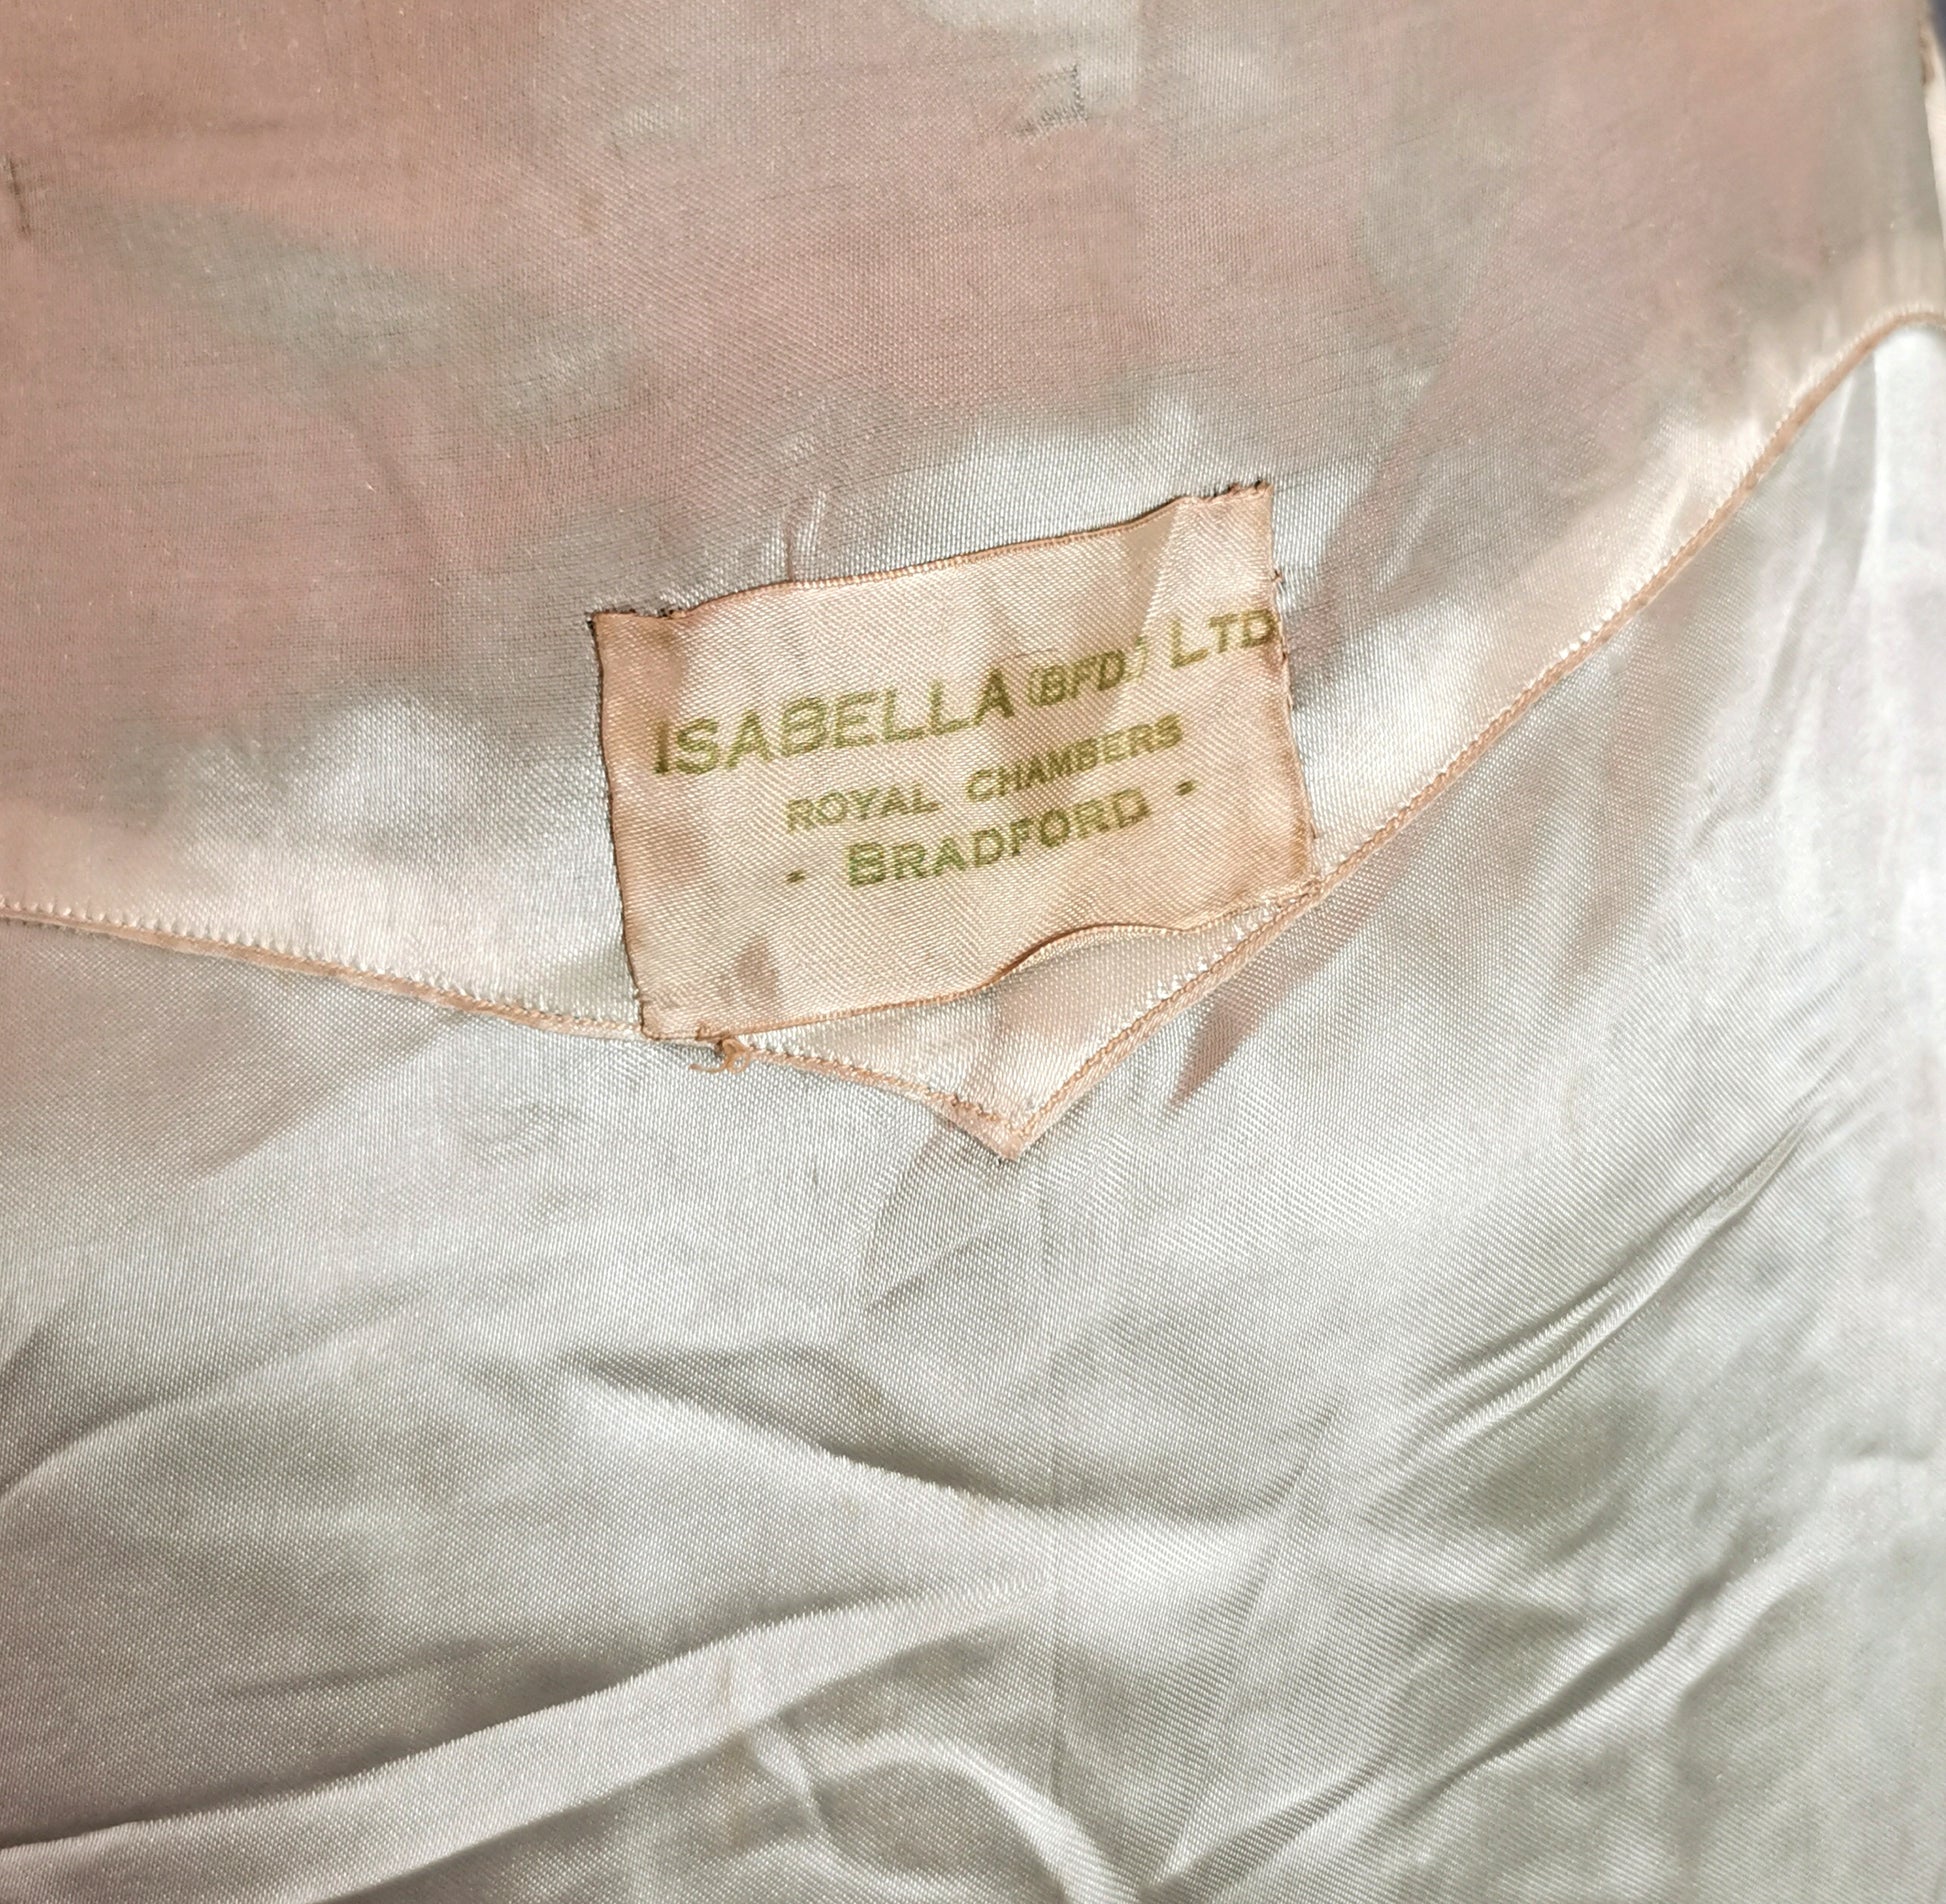 ISABELLA (BFD) LTD
ROYAL CHAMBERS
- BRADFORD -